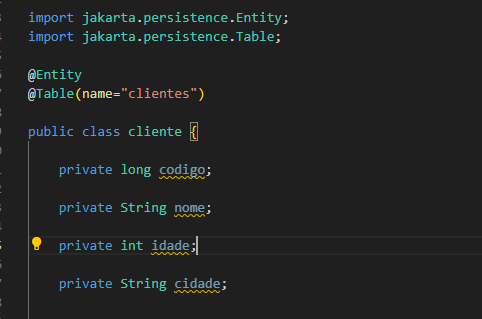 import jakarta.persistence.Entity;
import jakarta.persistence.Table;
@Entity
@Table(name="clientes")
public class cliente {
private long codigo;
private String nome;
private int idade;
private String cidade;